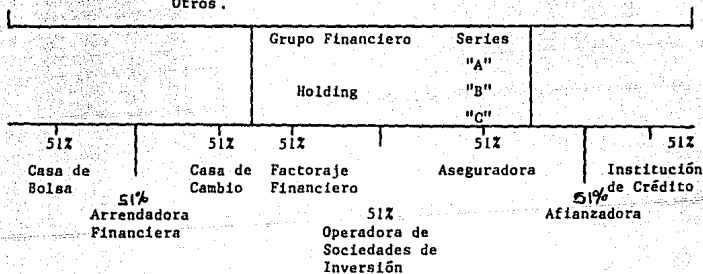 Otros.
Grupo Financiero Series
"A"
Holding "B"
"C"
51% 51% 51% 51% 51%
Casa de Casa de Factoraje Aseguradora Institución
Bolsa Cambio Financiero de Crédito
51% 51%
Arrendadora Afianzadora
Financiera
51%
Operadora de
Sociedades de
Inversión